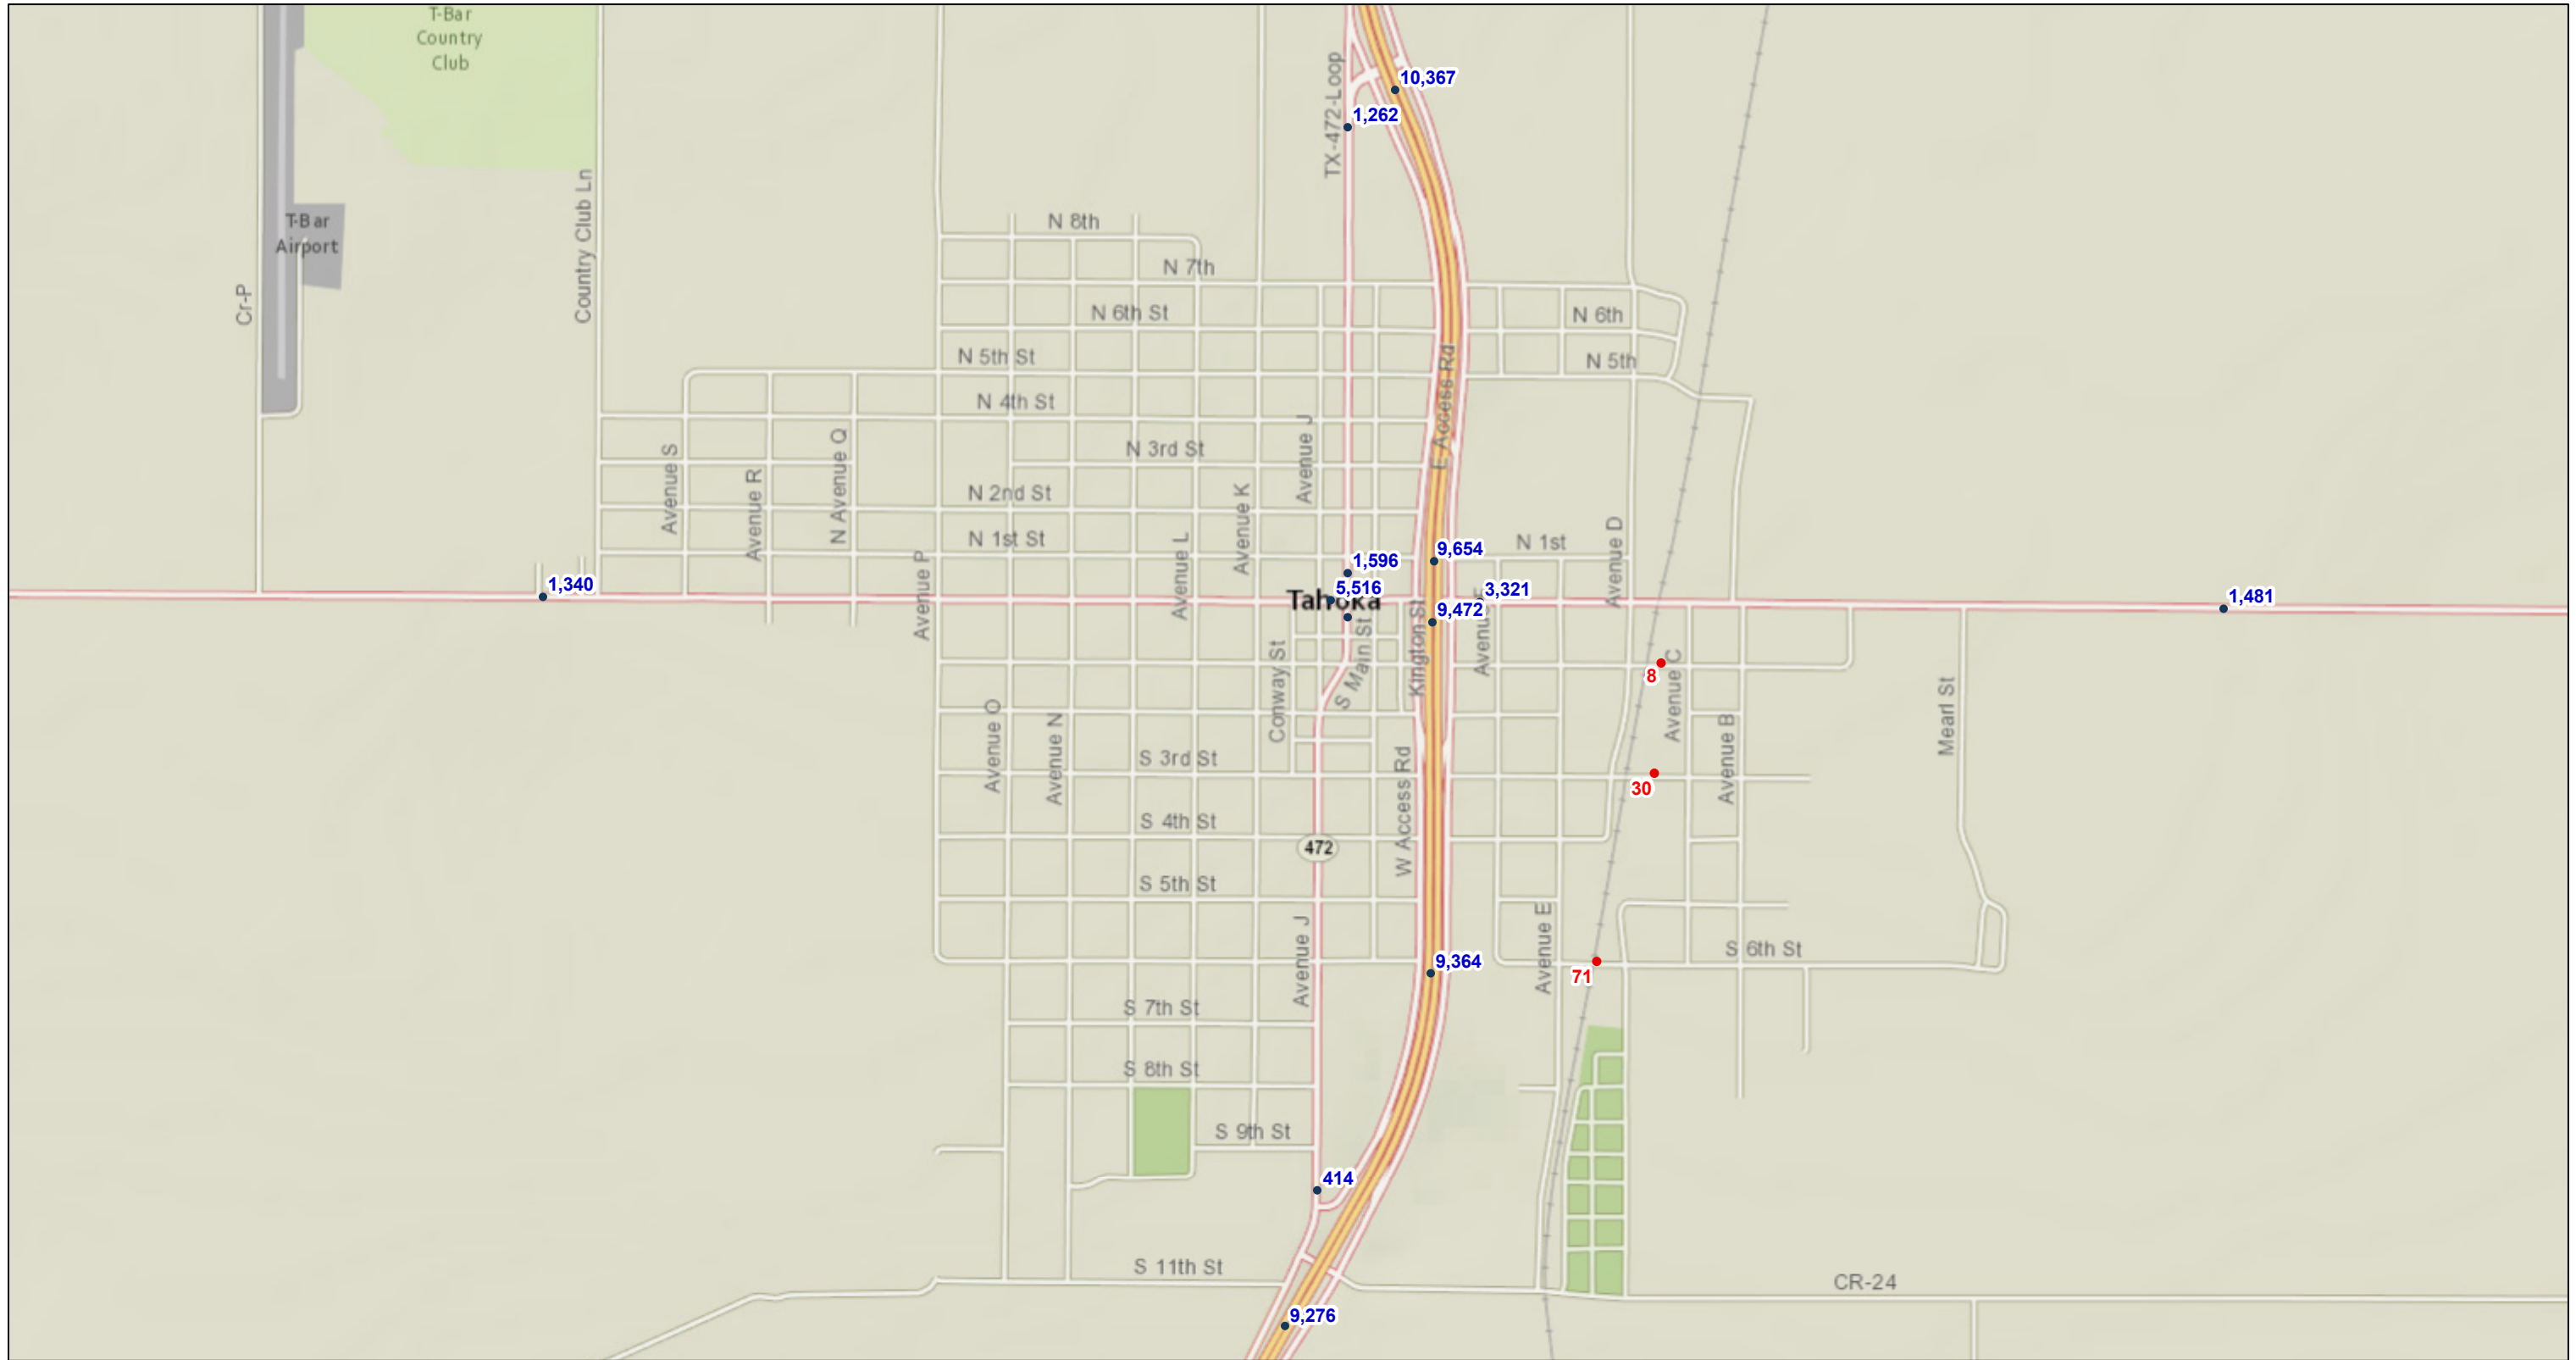 T-Bar
Country
Club
TX-472-Loop
10,367
1,262
Country Club Ln
T-Bar
Airport
N 8th
N 7th
Cr-P
N 6th St
N 6th
N 5th St
N 5th
E Access Rd
N 4th St
Avenue J
N 3rd St
Avenue S
Avenue R
N Avenue Q
N 2nd St
Avenue K
N 1st St
Avenue L
Avenue P
N 1st
Avenue D
9,654
1,596
1,340
5,516
3,321
1,481
Tahoka
9,472
Kington St
S Main St
Conway St
8
Avenue C
Mearl St
Avenue O
Avenue N
S 3rd St
W Access Rd
Avenue B
30
S 4th St
472
S 5th St
Avenue J
Avenue E
S 6th St
9,364
71
S 7th St
S 8th St
S 9th St
414
S 11th St
CR-24
9,276